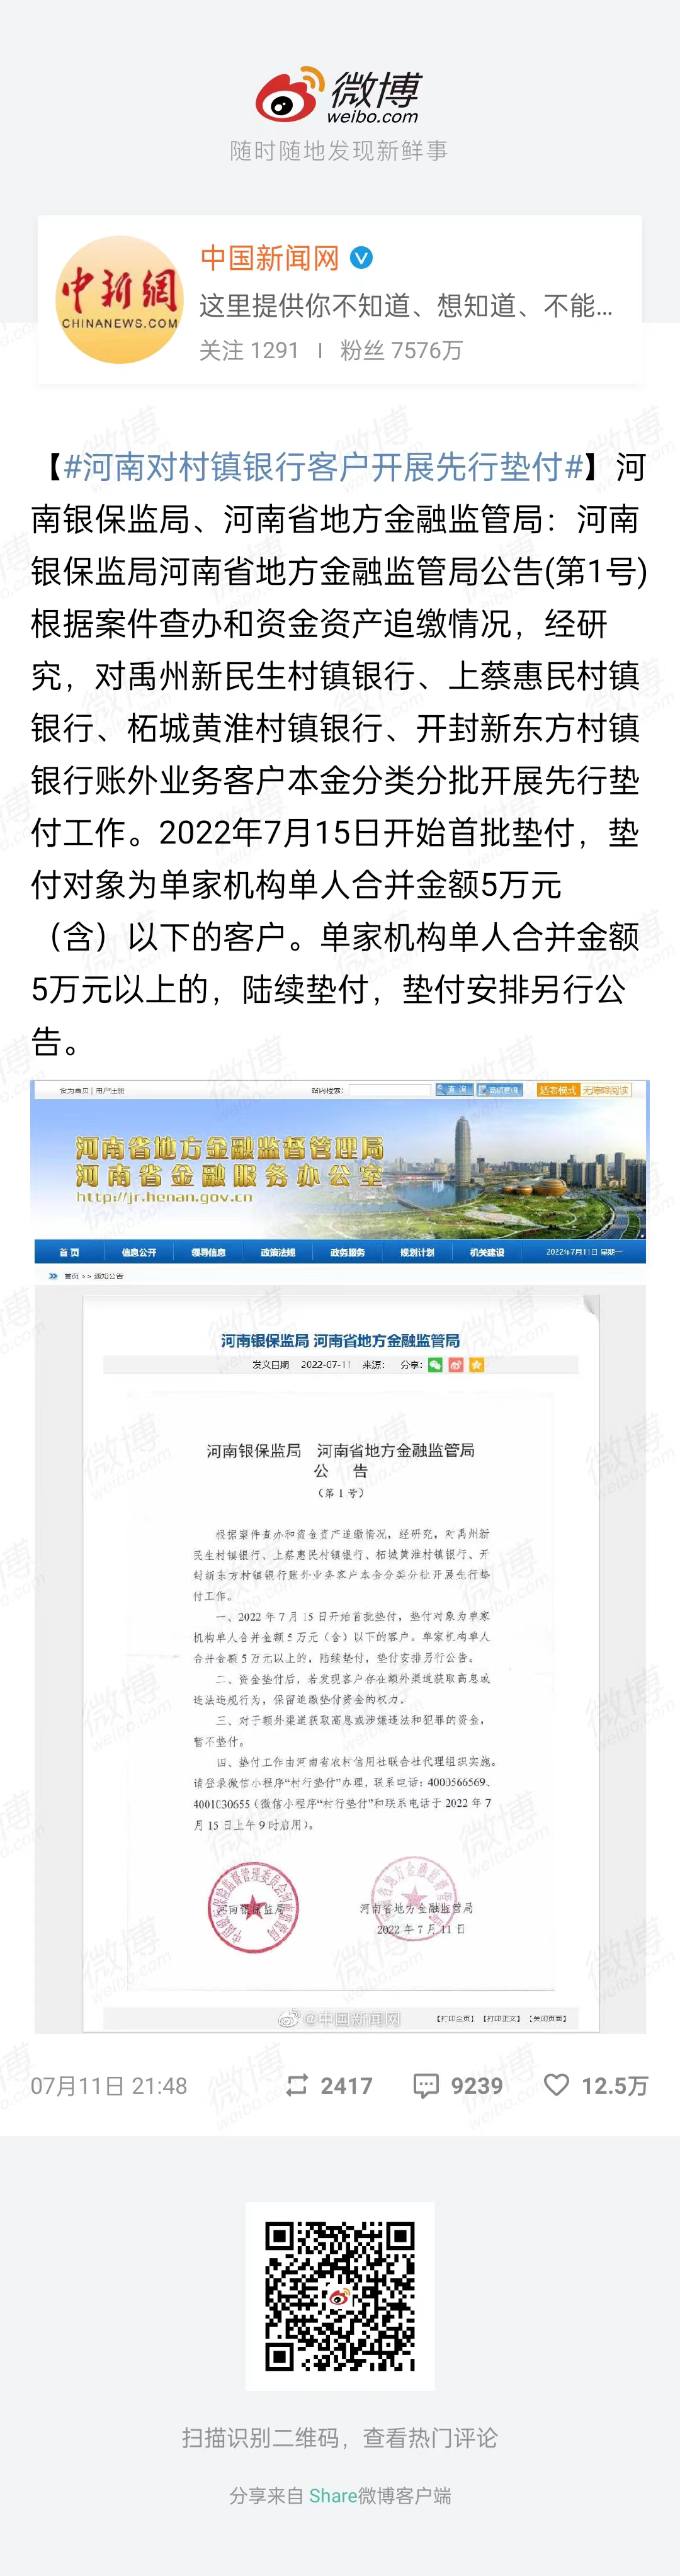 微博
weibo.com
随时随地发现新鲜事
中国新闻网
中新網
CHINANEWS.COM
这里提供你不知道、想知道、不能...
关注 1291 | 粉丝 7576万
【#河南对村镇银行客户开展先行垫付#】河
南银保监局、河南省地方金融监管局：河南
银保监局河南省地方金融监管局公告(第1号)
根据案件查办和资金资产追缴情况，经研
究，对禹州新民生村镇银行、上蔡惠民村镇
银行、柘城黄淮村镇银行、开封新东方村镇
银行账外业务客户本金分类分批开展先行垫
付工作。2022年7月15日开始首批垫付，垫
付对象为单家机构单人合并金额5万元
（含）以下的客户。单家机构单人合并金额
5万元以上的，陆续垫付，垫付安排另行公
告。
设为首页 | 用户注册 站内检索： 查 询 高级查询 适老模式 无障碍阅读
河南省地方金融监督管理局
河南省金融服务办公室
http://jr.henan.gov.cn
首 页 信息公开 领导信息 政策法规 政务服务 规划计划 机关建设 2022年7月11日 星期一
首页 >> 通知公告
河南银保监局 河南省地方金融监管局
发文日期 2022-07-11 来源： 分享：
河南银保监局 河南省地方金融监管局
公 告
（第 1 号）
根据案件查办和资金资产追缴情况，经研究，对禹州新
民生村镇银行、上蔡惠民村镇银行、柘城黄淮村镇银行、开
封新东方村镇银行账外业务客户本金分类分批开展先行垫
付工作。
一、2022 年 7 月 15 日开始首批垫付，垫付对象为单家
机构单人合并金额 5 万元（含）以下的客户。单家机构单人
合并金额 5 万元以上的，陆续垫付，垫付安排另行公告。
二、资金垫付后，若发现客户存在额外渠道获取高息或
违法违规行为，保留追缴垫付资金的权力。
三、对于额外渠道获取高息或涉嫌违法和犯罪的资金，
暂不垫付。
四、垫付工作由河南省农村信用社联合社代理组织实施。
请登录微信小程序“村行垫付”办理，联系电话：4000566569、
4001030655（微信小程序“村行垫付”和联系电话于 2022 年 7
月 15 日上午 9 时启用）。
河南银保监局 河南省地方金融监管局
2022 年 7 月 11 日
@中国新闻网
【打印全页】 【打印正文】 【关闭页面】
07月11日 21:48 2417 9239 12.5万
扫描识别二维码，查看热门评论
分享来自 Share微博客户端